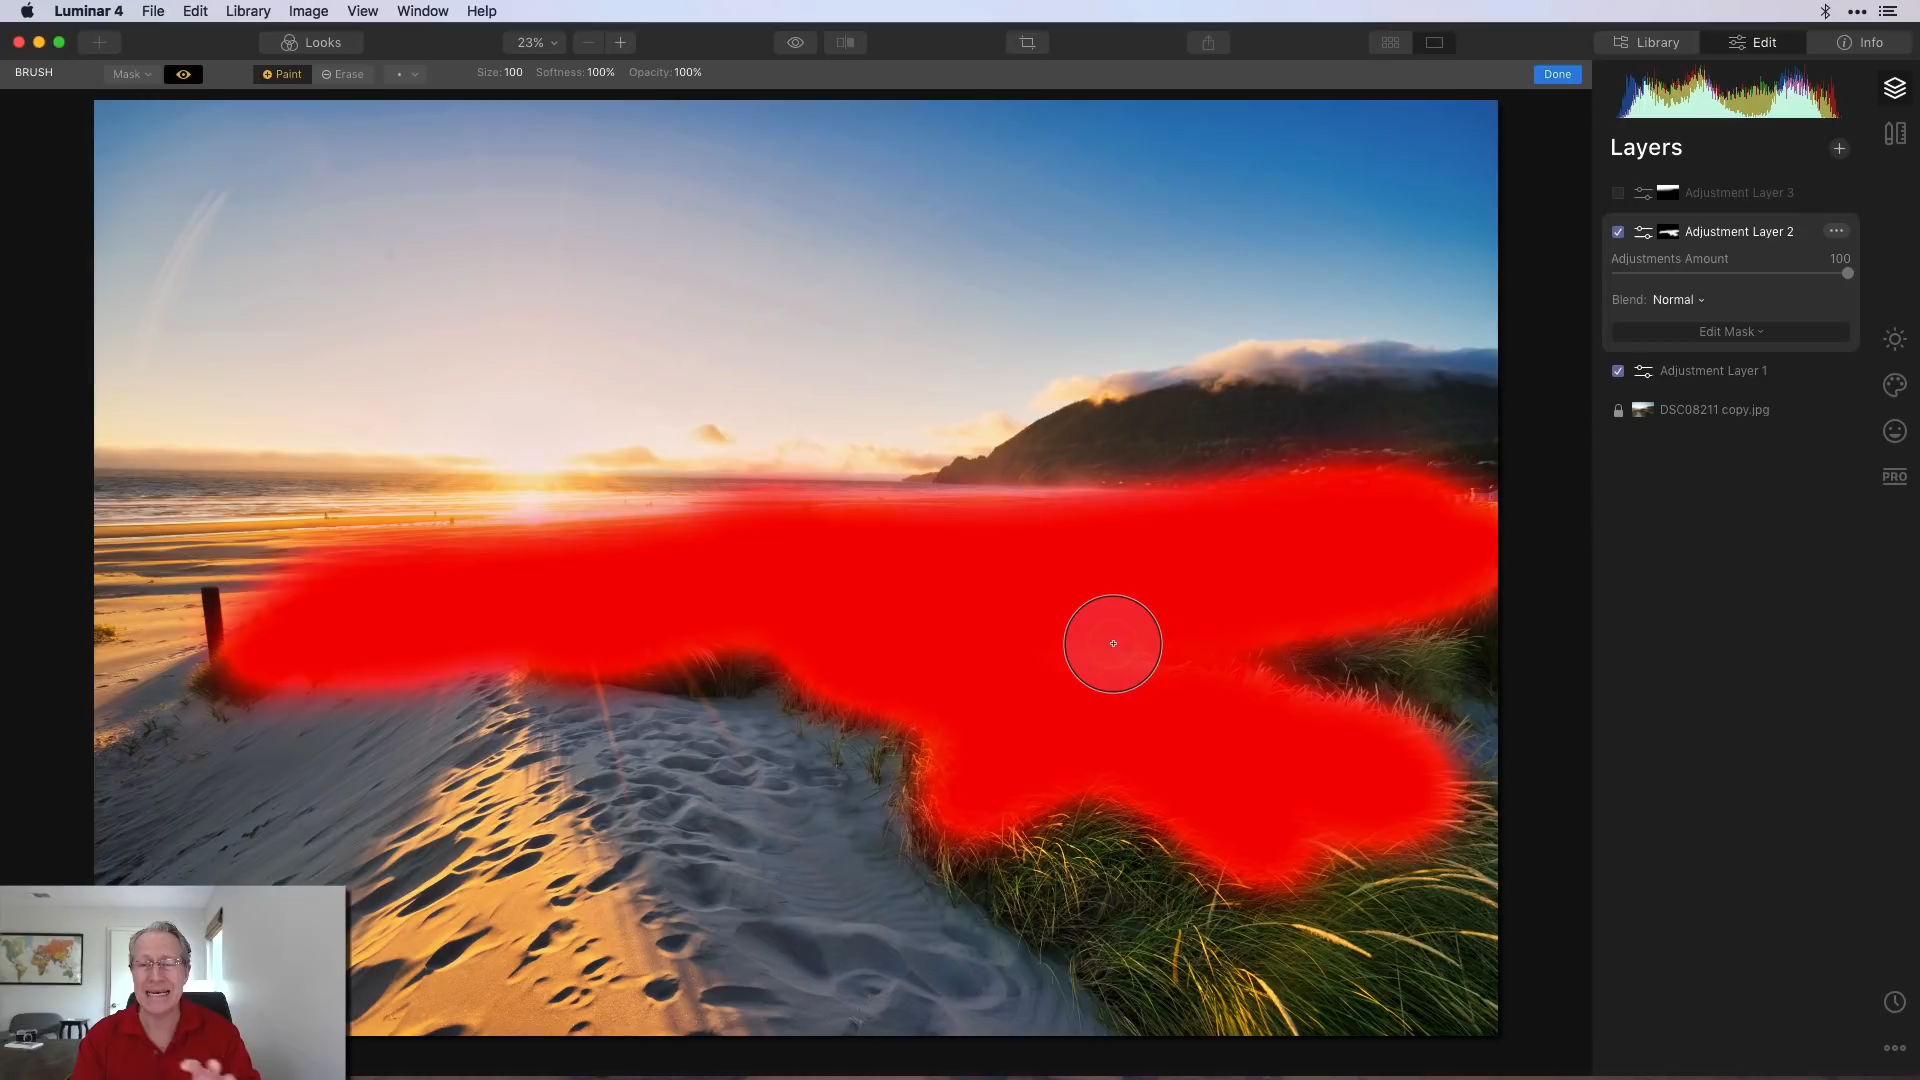 Luminar 4 File Edit Library Image View Window Help
Looks 23% Library Edit Info
BRUSH Mask Paint Erase Size: 100 Softness: 100% Opacity: 100% Done
Layers
Adjustment Layer 3
Adjustment Layer 2
Adjustments Amount 100
Blend: Normal
Edit Mask
Adjustment Layer 1
DSC08211 copy.jpg
PRO